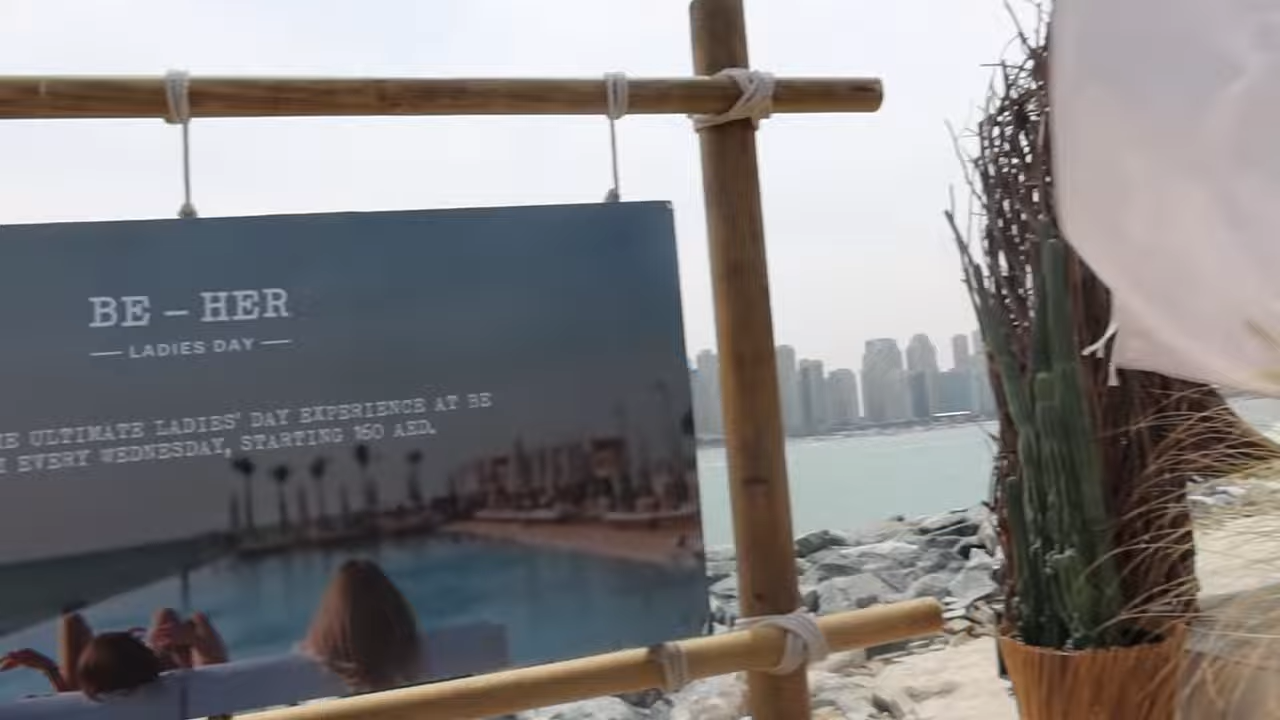 BE – HER
LADIES DAY
ULTIMATE LADIES' DAY EXPERIENCE AT BE
EVERY WEDNESDAY, STARTING 160 AED.